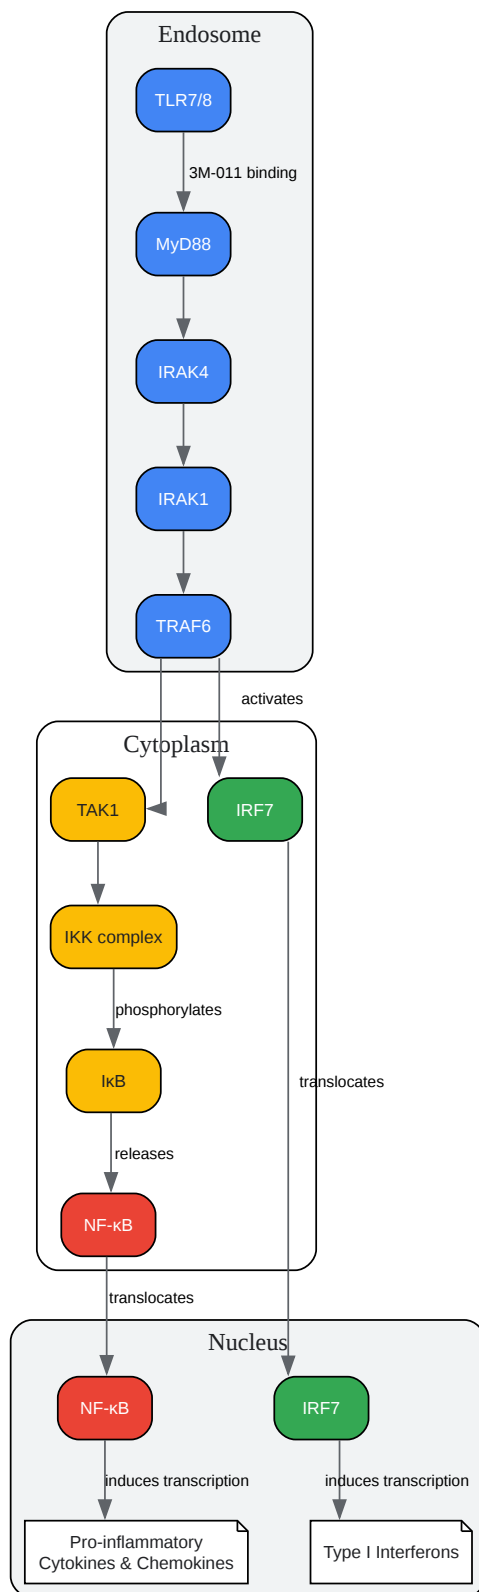 Endosome
TLR7/8
3M-011 binding
MyD88
IRAK4
IRAK1
TRAF6
activates
Cytoplasm
TAK1
IRF7
IKK complex
phosphorylates
IκB
translocates
releases
NF-κB
translocates
Nucleus
NF-κB
IRF7
induces transcription
induces transcription
Pro-inflammatory
Cytokines & Chemokines
Type I Interferons